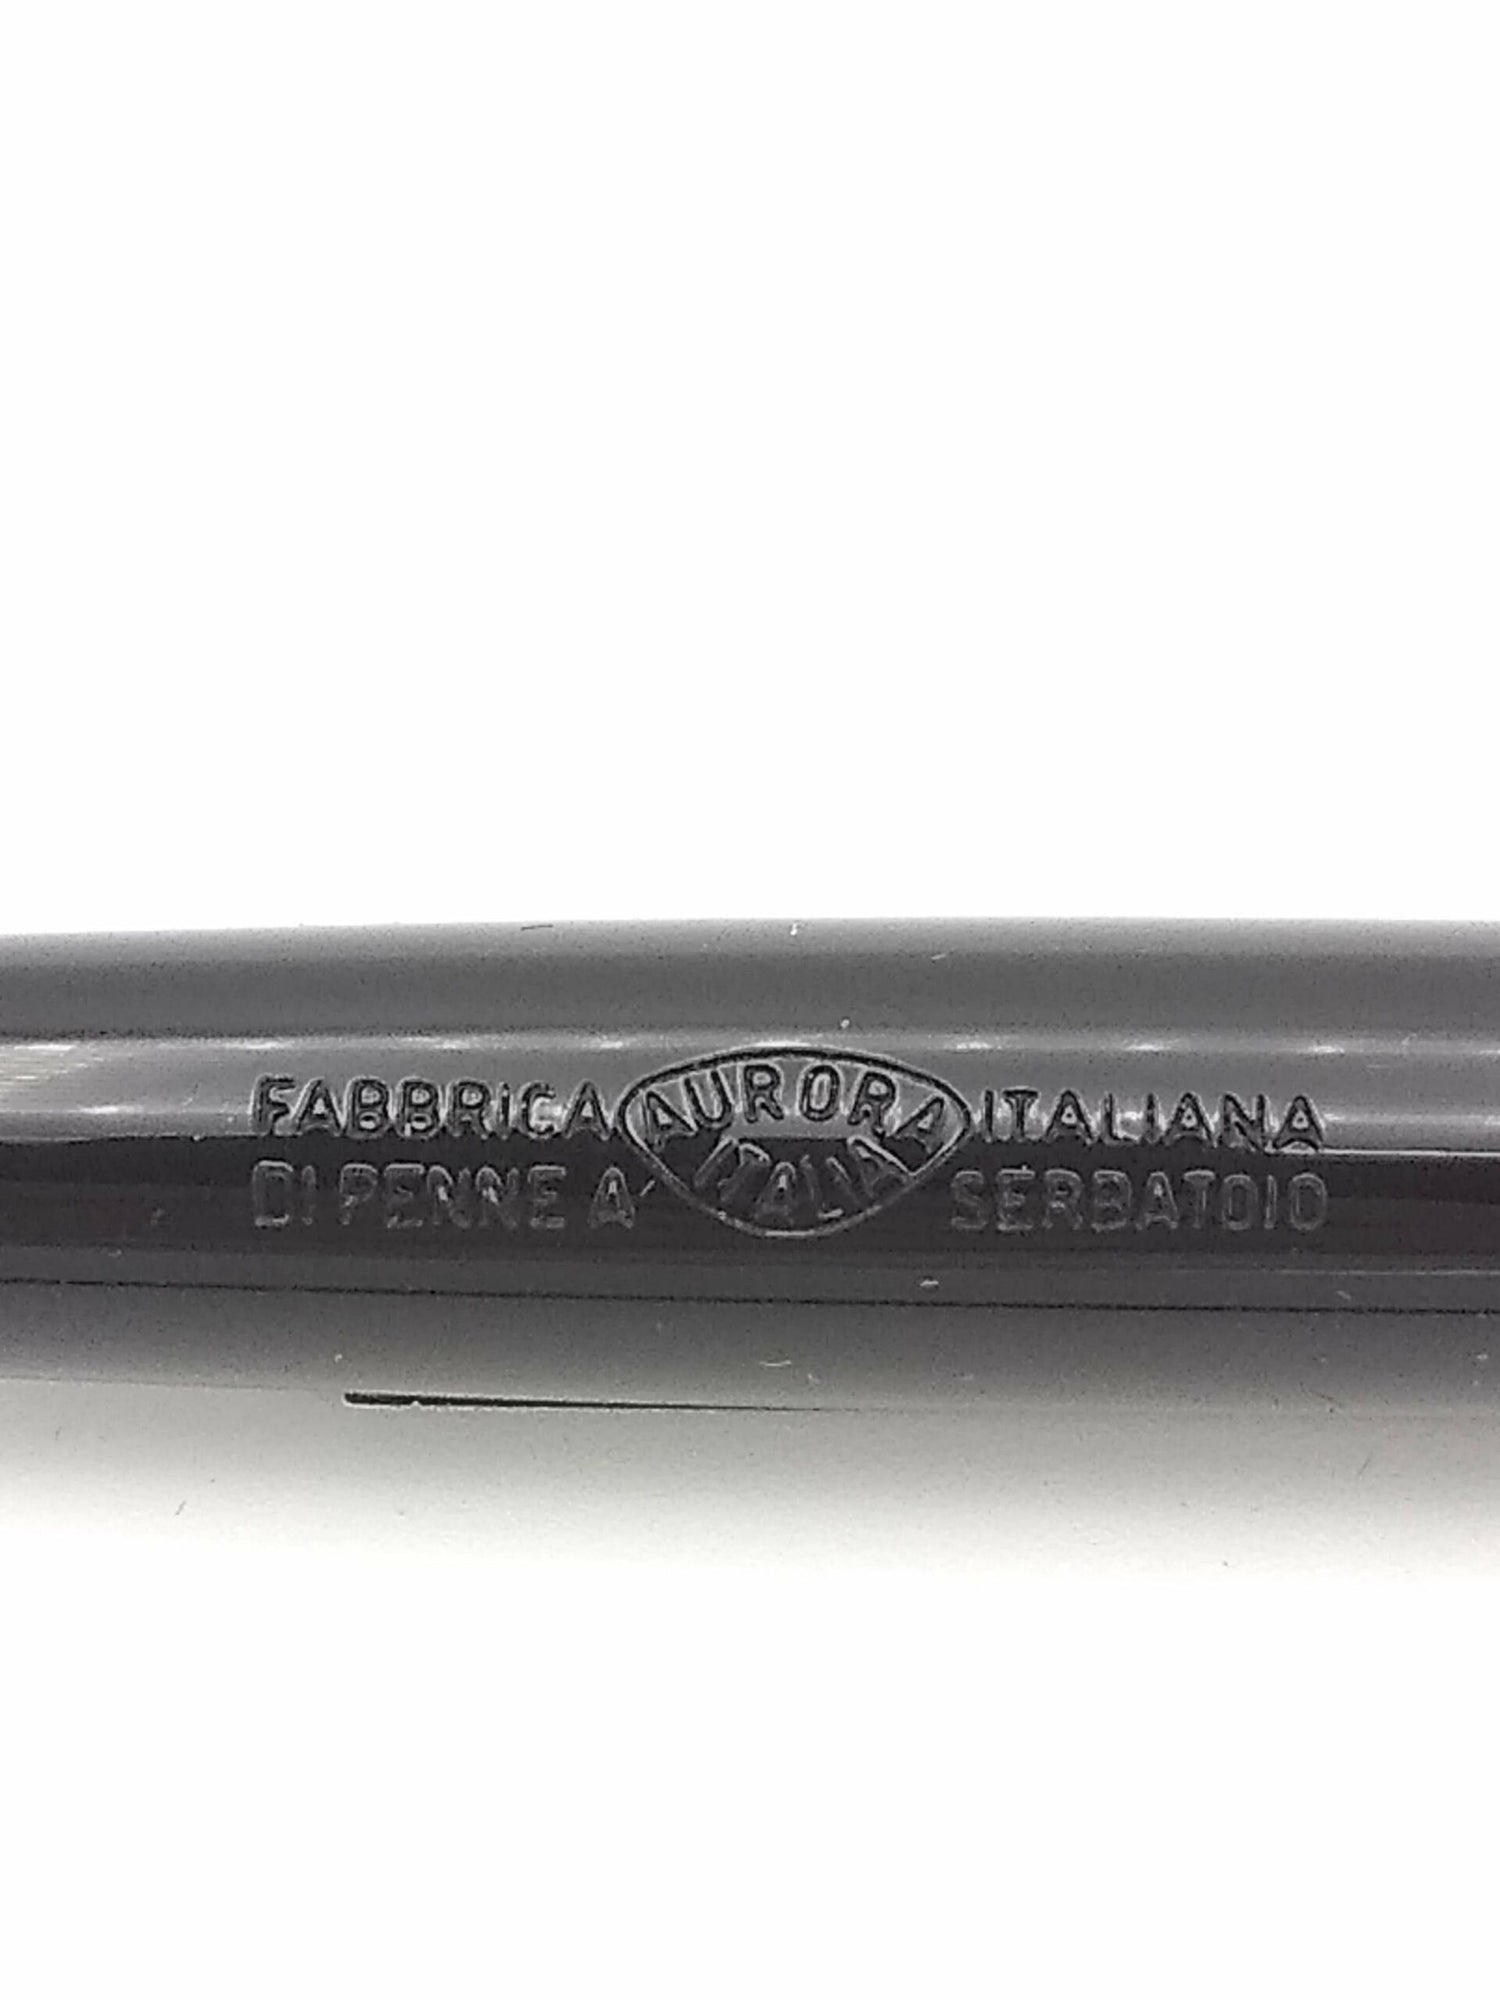 FABBRICA AURORA ITALIANA
DI PENNE A ITALIA SERBATOIO